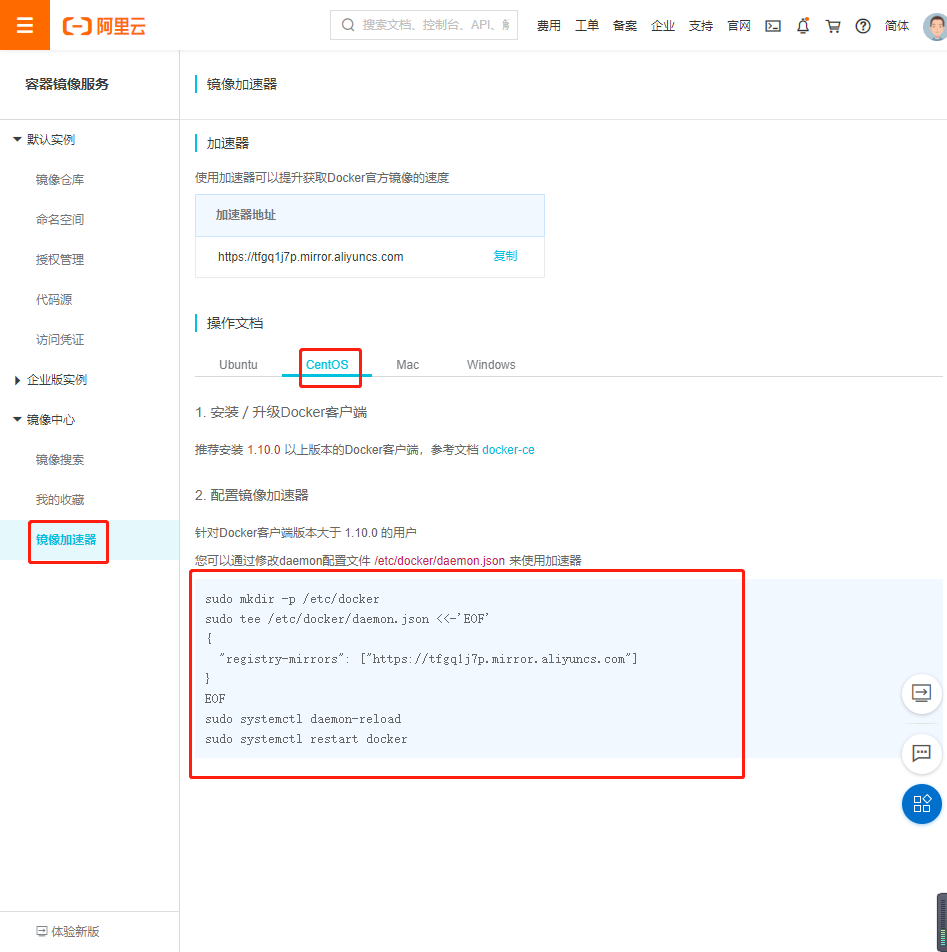 阿里云
搜索文档、控制台、API、解
费用 工单 备案 企业 支持 官网 简体
容器镜像服务
默认实例
镜像仓库
命名空间
授权管理
代码源
访问凭证
企业版实例
镜像中心
镜像搜索
我的收藏
镜像加速器
体验新版
镜像加速器
加速器
使用加速器可以提升获取Docker官方镜像的速度
加速器地址
https://tfgq1j7p.mirror.aliyuncs.com 复制
操作文档
Ubuntu CentOS Mac Windows
1. 安装 / 升级Docker客户端
推荐安装 1.10.0 以上版本的Docker客户端，参考文档 docker-ce
2. 配置镜像加速器
针对Docker客户端版本大于 1.10.0 的用户
您可以通过修改daemon配置文件 /etc/docker/daemon.json 来使用加速器
sudo mkdir -p /etc/docker
sudo tee /etc/docker/daemon.json <<-'EOF'
{
"registry-mirrors": ["https://tfgq1j7p.mirror.aliyuncs.com"]
}
EOF
sudo systemctl daemon-reload
sudo systemctl restart docker